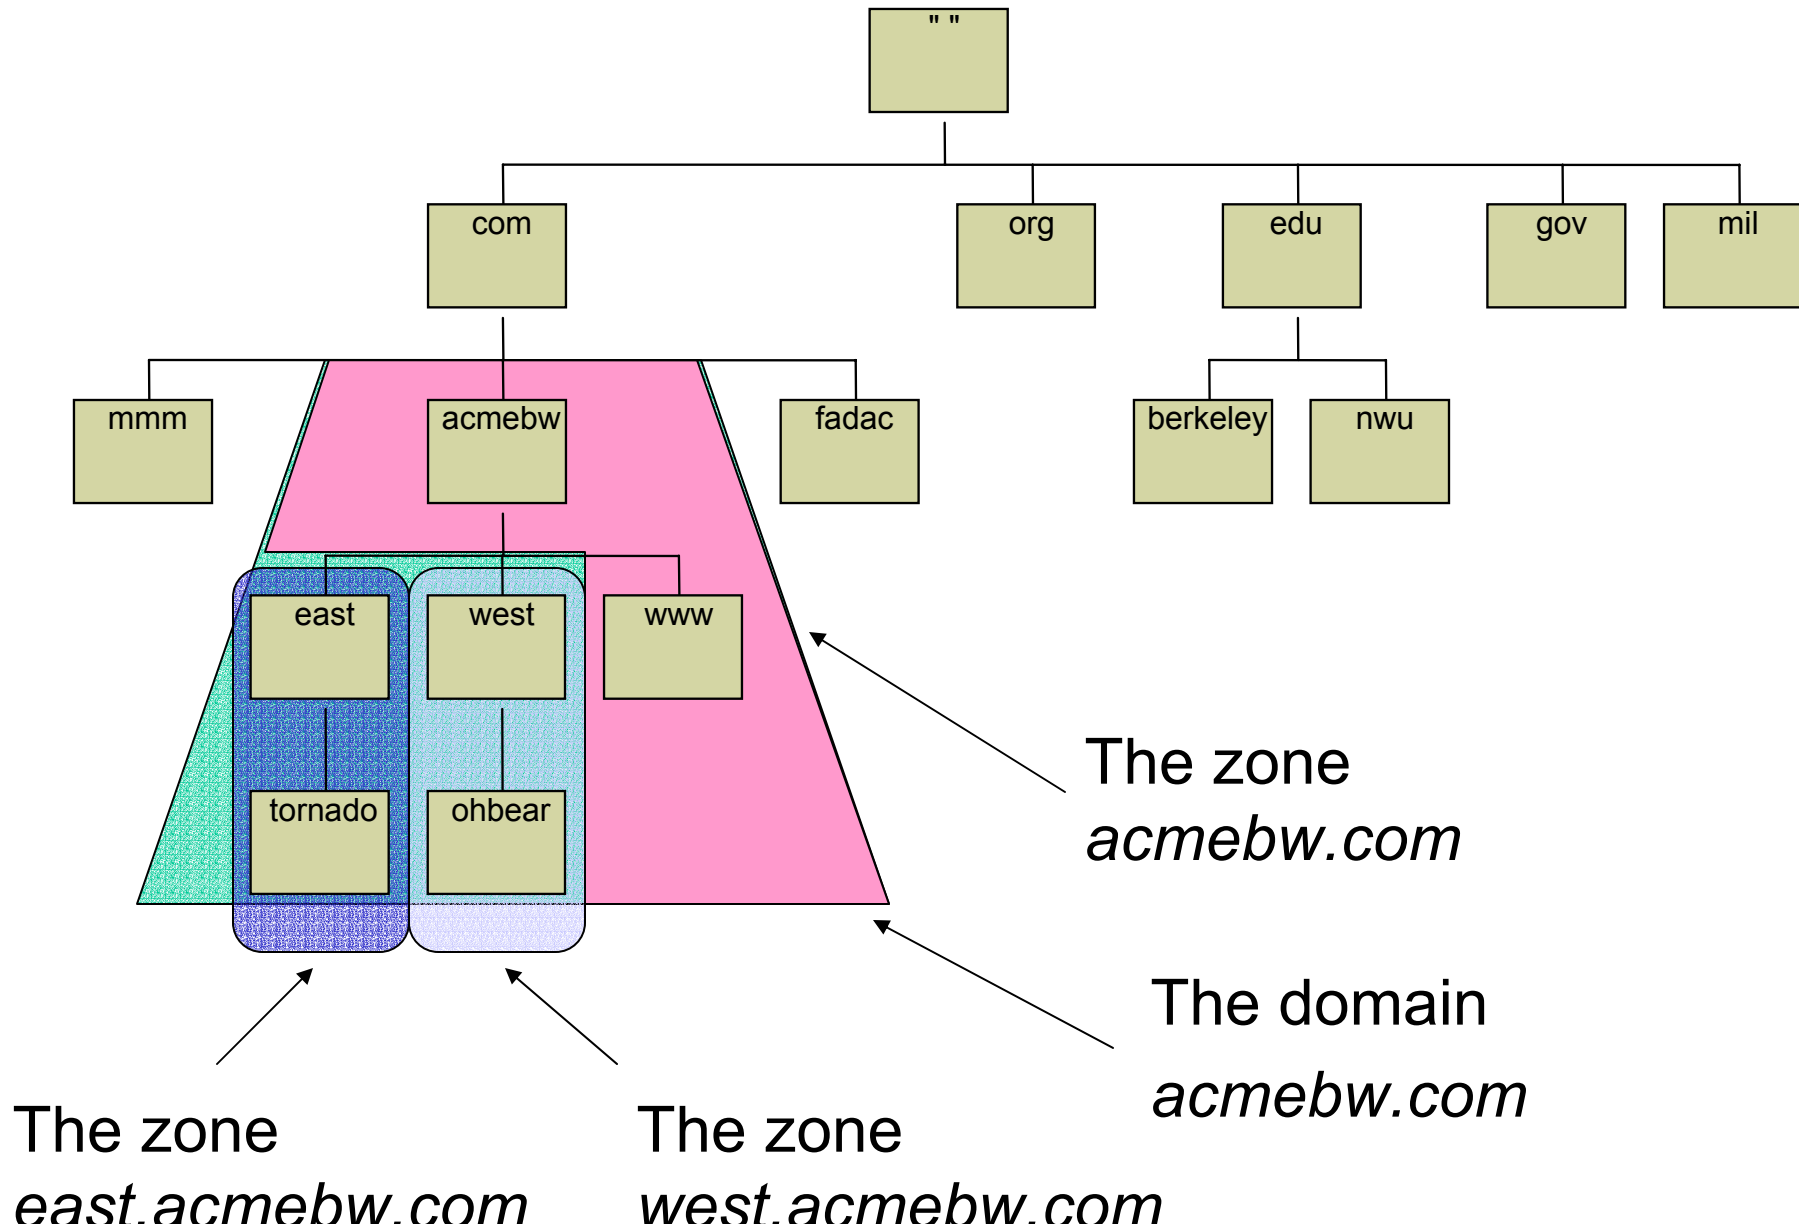 " "
com
org
edu
gov
mil
mmm
acmebw
fadac
berkeley
nwu
east
west
www
tornado
ohbear
The zone
acmebw.com
The domain
acmebw.com
The zone
east.acmebw.com
The zone
west.acmebw.com